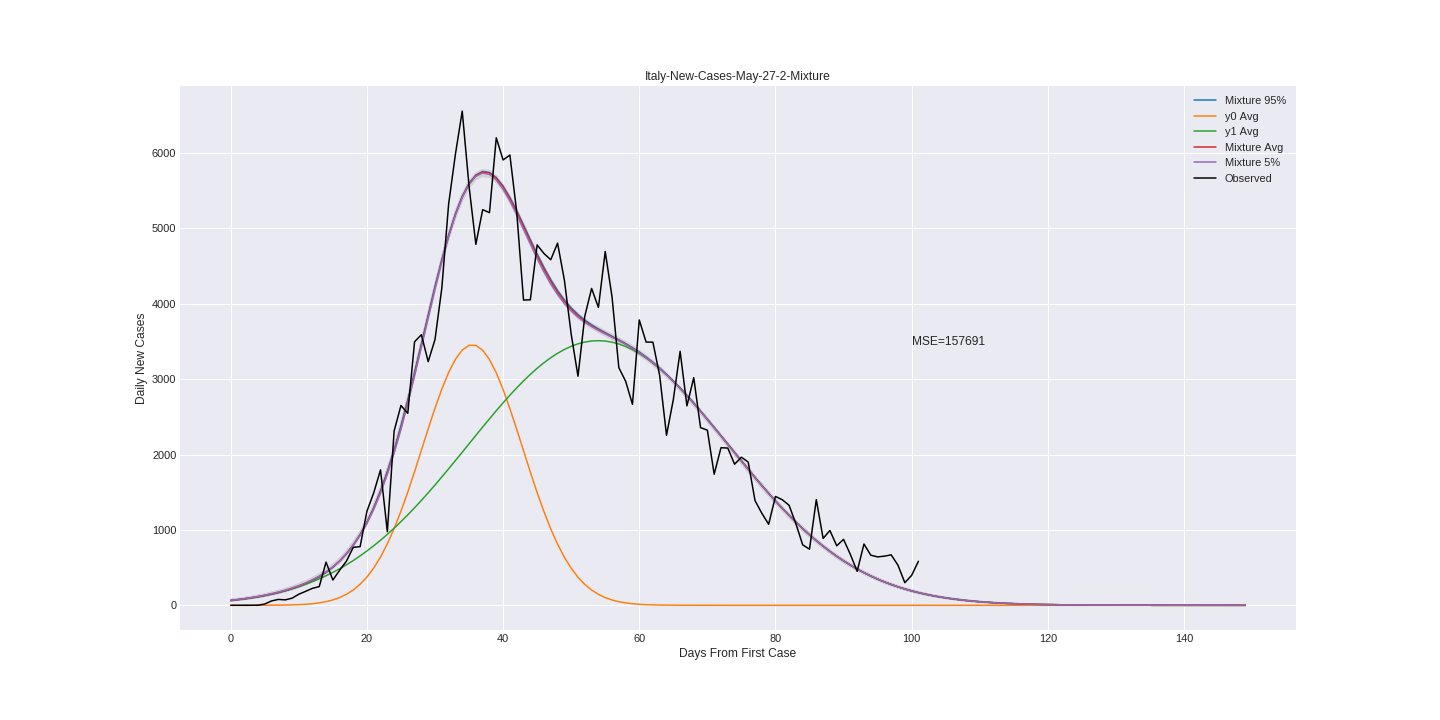 Italy-New-Cases-May-27-2-Mixture
Mixture 95%
y0 Avg
y1 Avg
Mixture Avg
Mixture 5%
Observed
MSE=157691
Daily New Cases
6000
5000
4000
3000
2000
1000
0
0 20 40 60 80 100 120 140
Days From First Case